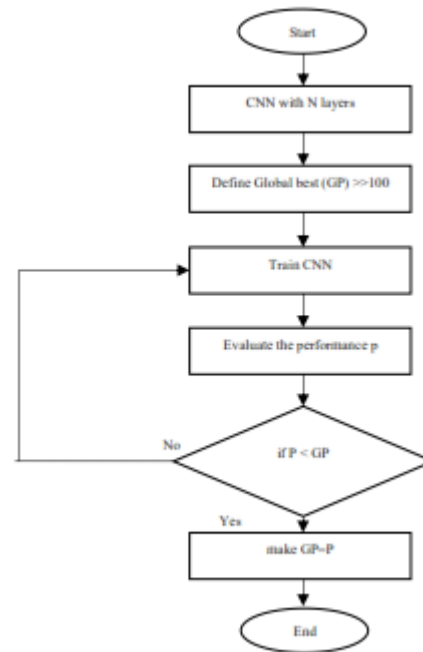 Start
CNN with N layers
Define Global best (GP) >>100
Train CNN
Evaluate the performance p
No
if P < GP
Yes
make GP=P
End